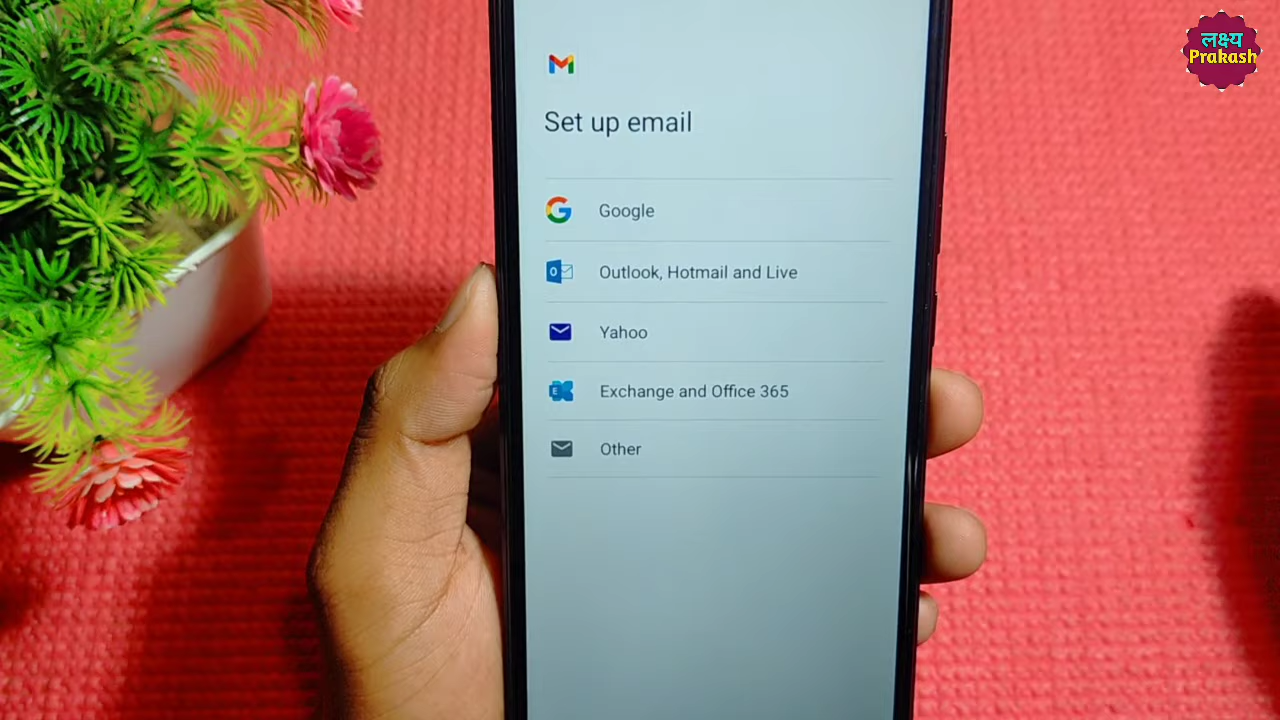 लक्ष्य
Prakash
Set up email
Google
Outlook, Hotmail and Live
Yahoo
Exchange and Office 365
Other